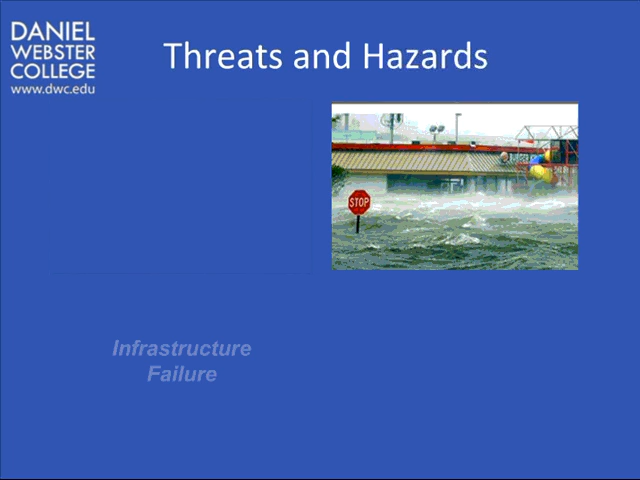 DANIEL
WEBSTER
COLLEGE
www.dwc.edu
Threats and Hazards
STOP
Infrastructure
Failure